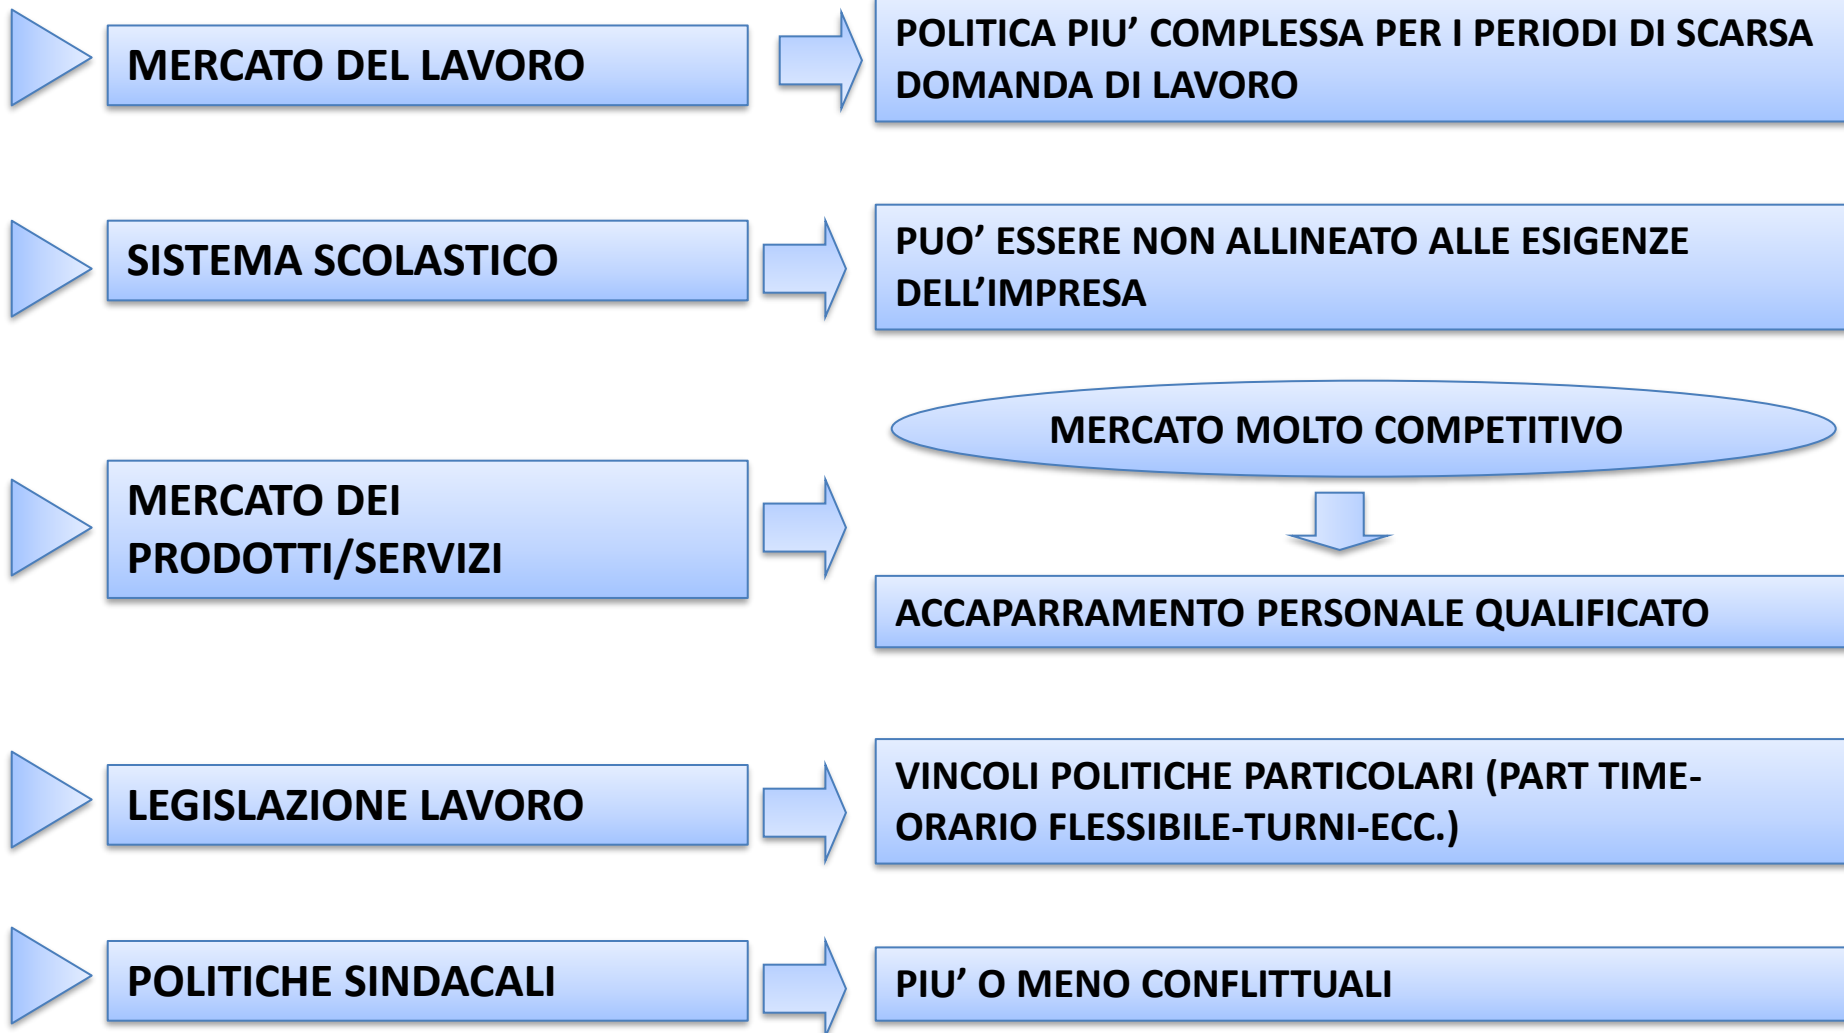 MERCATO DEL LAVORO
POLITICA PIU’ COMPLESSA PER I PERIODI DI SCARSA
DOMANDA DI LAVORO
SISTEMA SCOLASTICO
PUO’ ESSERE NON ALLINEATO ALLE ESIGENZE
DELL’IMPRESA
MERCATO DEI
PRODOTTI/SERVIZI
MERCATO MOLTO COMPETITIVO
ACCAPARRAMENTO PERSONALE QUALIFICATO
LEGISLAZIONE LAVORO
VINCOLI POLITICHE PARTICOLARI (PART TIME-
ORARIO FLESSIBILE-TURNI-ECC.)
POLITICHE SINDACALI
PIU’ O MENO CONFLITTUALI